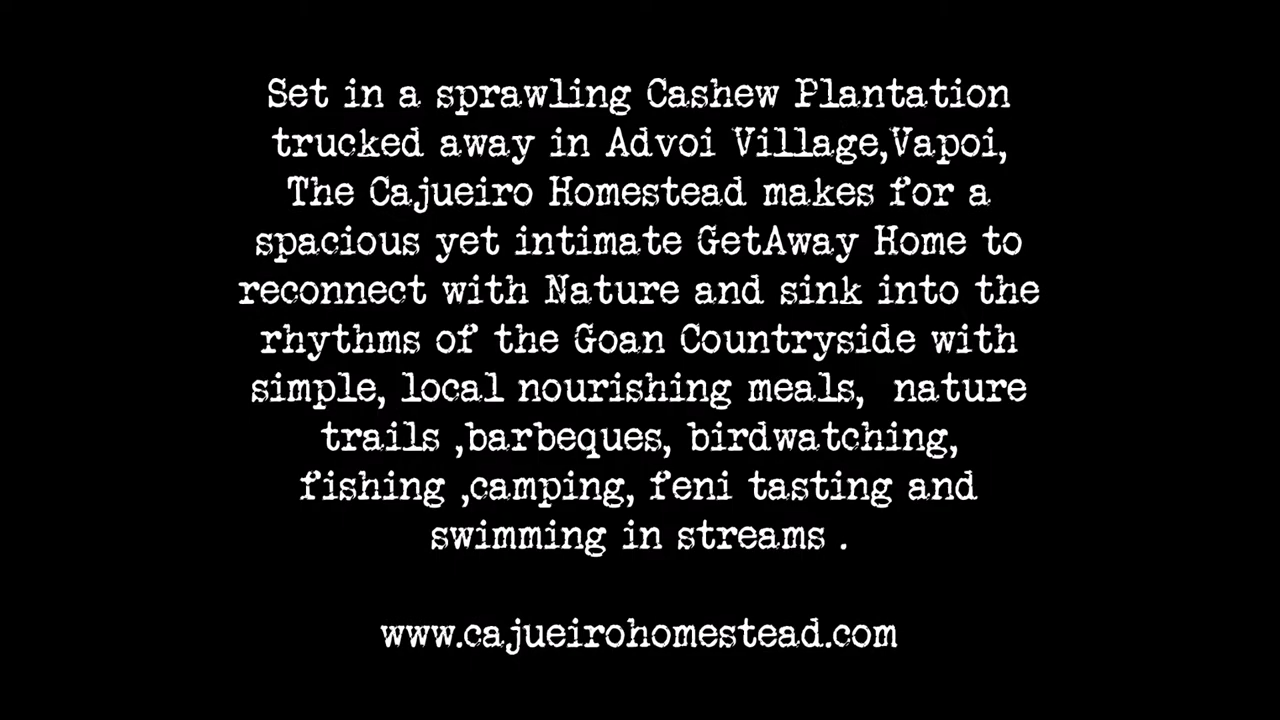 Set in a sprawling Cashew Plantation
trucked away in Advoi Village,Vapoi,
The Cajueiro Homestead makes for a
spacious yet intimate GetAway Home to
reconnect with Nature and sink into the
rhythms of the Goan Countryside with
simple, local nourishing meals,  nature
trails ,barbeques, birdwatching,
fishing ,camping, feni tasting and
swimming in streams .
www.cajueirohomestead.com